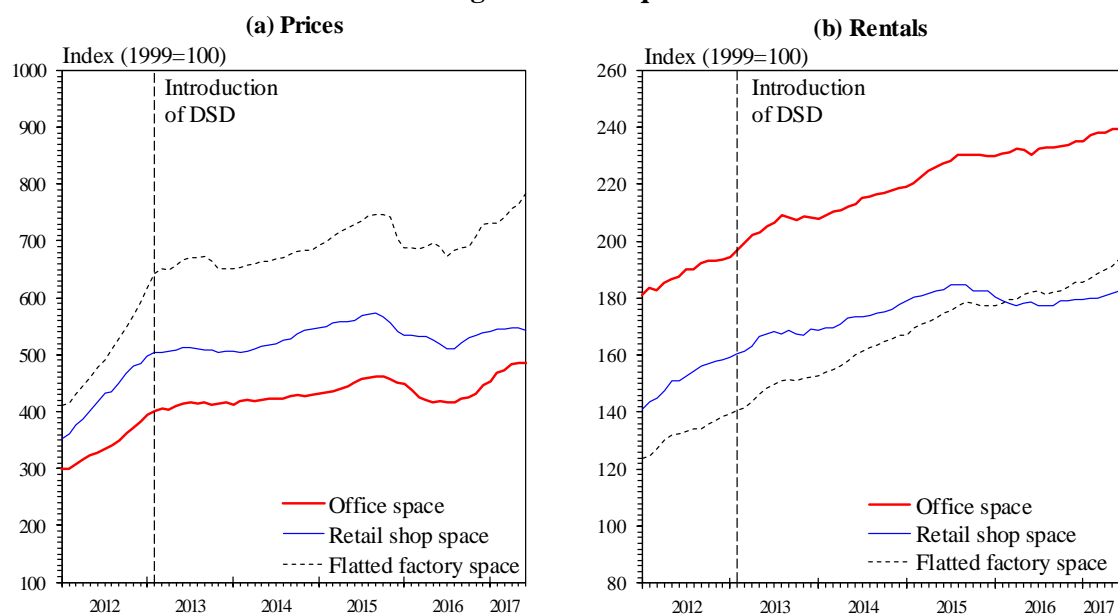 (a) Prices
Index (1999=100)
1000
900
800
700
600
500
400
300
200
100
Introduction
of DSD
Office space
Retail shop space
Flatted factory space
2012 2013 2014 2015 2016 2017
(b) Rentals
Index (1999=100)
260
240
220
200
180
160
140
120
100
80
Introduction
of DSD
Office space
Retail shop space
Flatted factory space
2012 2013 2014 2015 2016 2017